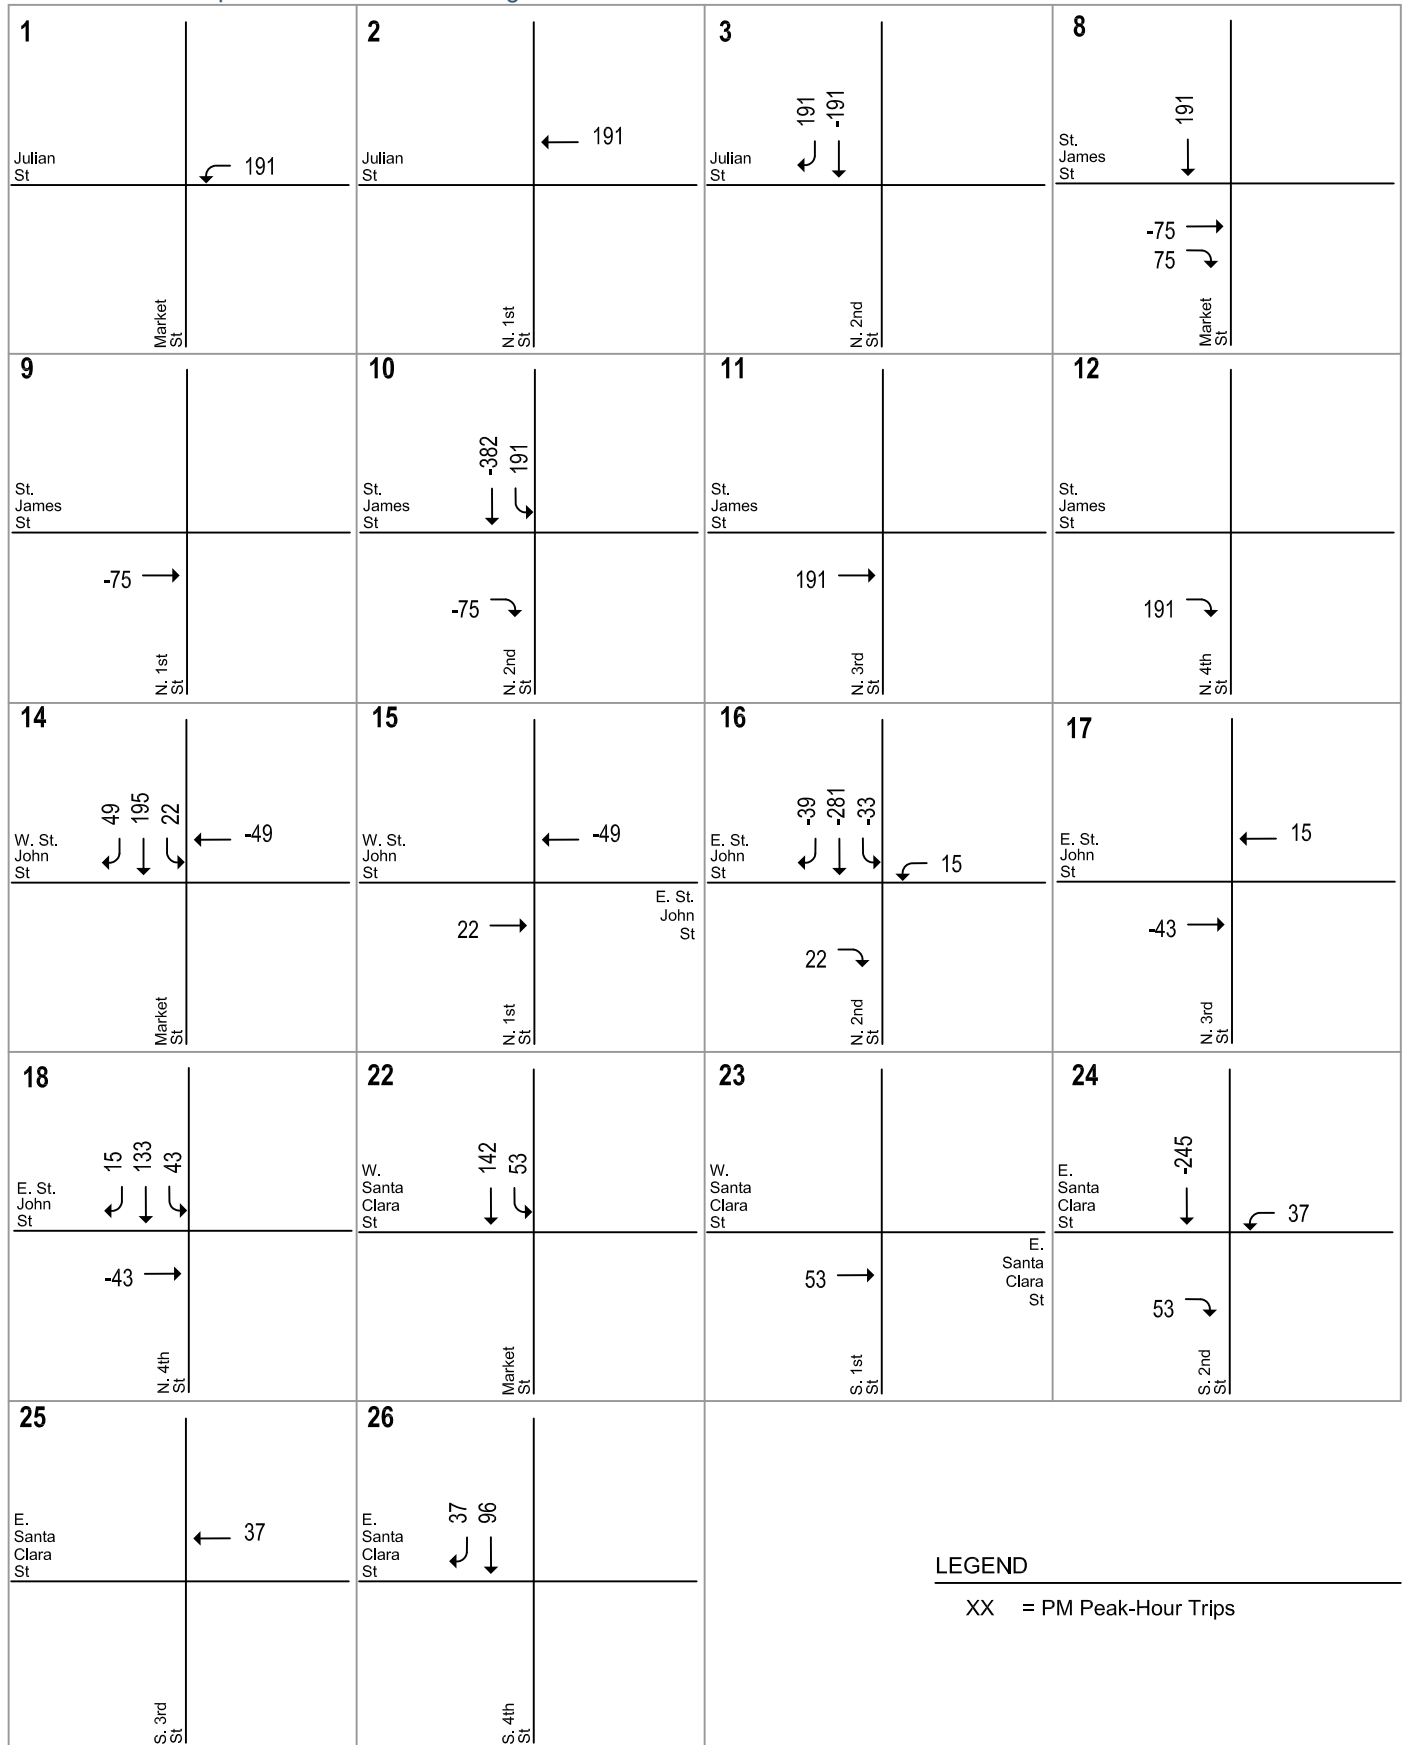 1
Julian
St
191
Market
St
2
Julian
St
191
N. 1st
St
3
Julian
St
191
-191
N. 2nd
St
8
St.
James
St
191
-75
75
Market
St
9
St.
James
St
-75
N. 1st
St
10
St.
James
St
-382
191
-75
N. 2nd
St
11
St.
James
St
191
N. 3rd
St
12
St.
James
St
191
N. 4th
St
14
W. St.
John
St
49
195
22
-49
Market
St
15
W. St.
John
St
-49
E. St.
John
St
22
N. 1st
St
16
E. St.
John
St
-39
-281
-33
15
22
N. 2nd
St
17
E. St.
John
St
15
-43
N. 3rd
St
18
E. St.
John
St
15
133
43
-43
N. 4th
St
22
W.
Santa
Clara
St
142
53
Market
St
23
W.
Santa
Clara
St
E.
Santa
Clara
St
53
S. 1st
St
24
E.
Santa
Clara
St
-245
37
53
S. 2nd
St
25
E.
Santa
Clara
St
37
S. 3rd
St
26
E.
Santa
Clara
St
37
96
S. 4th
St
LEGEND
XX = PM Peak-Hour Trips